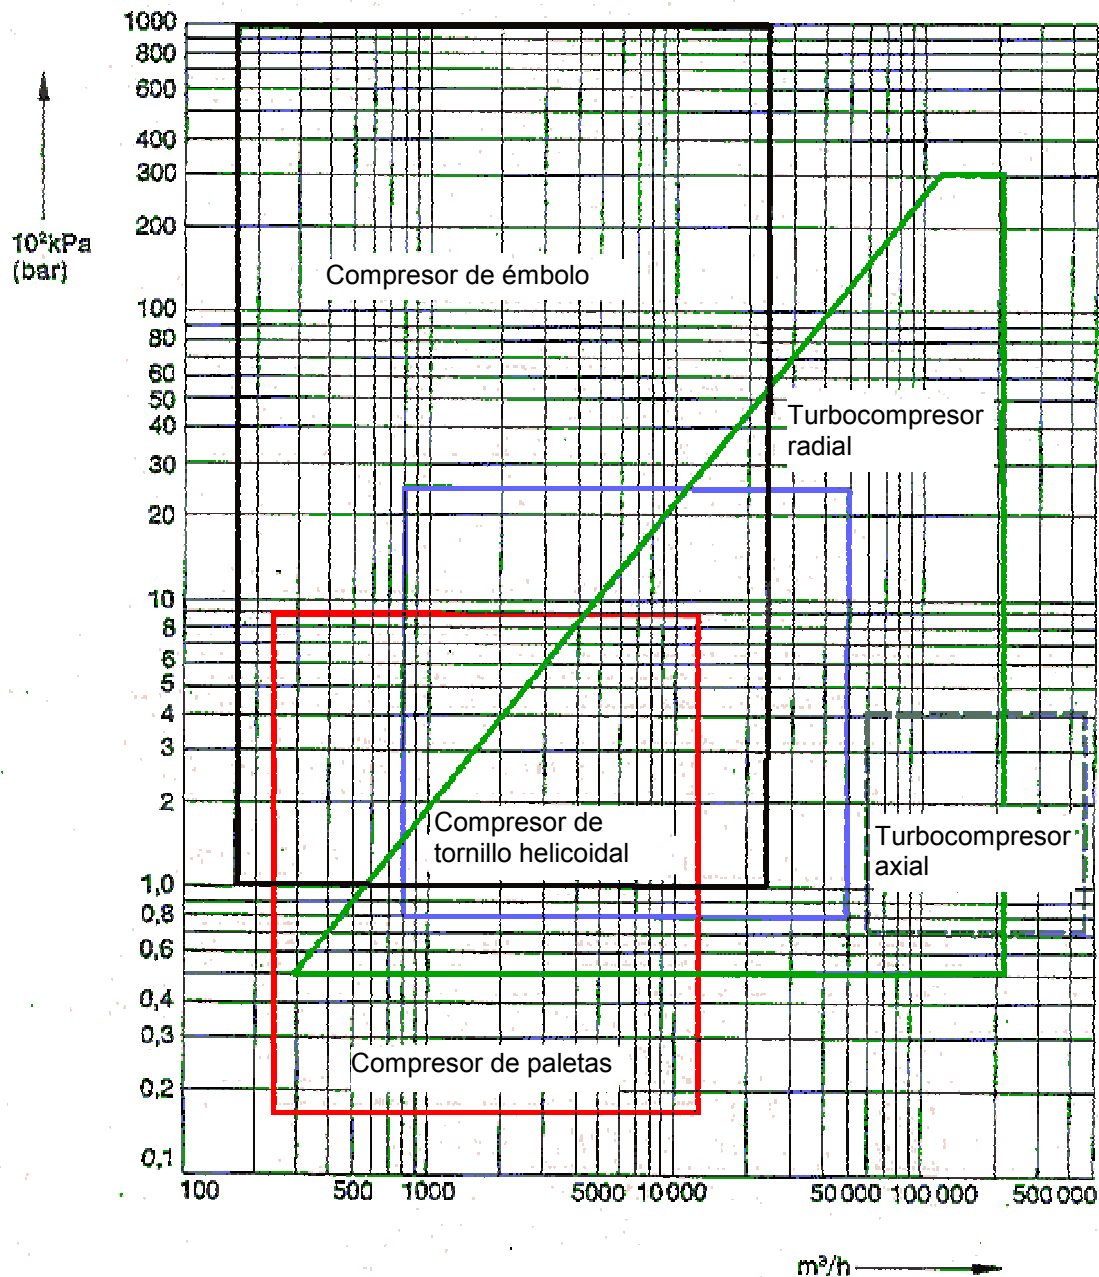 1000
800
600
400
300
200
10²kPa
(bar)
Compresor de émbolo
100
80
60
50
40
30
20
Turbocompresor
radial
10
8
6
5
4
3
2
Compresor de
tornillo helicoidal
Turbocompresor
axial
1,0
0,8
0,6
0,4
0,3
0,2
0,1
Compresor de paletas
100 500 1000 5000 10000 50000 100000 500000
m³/h